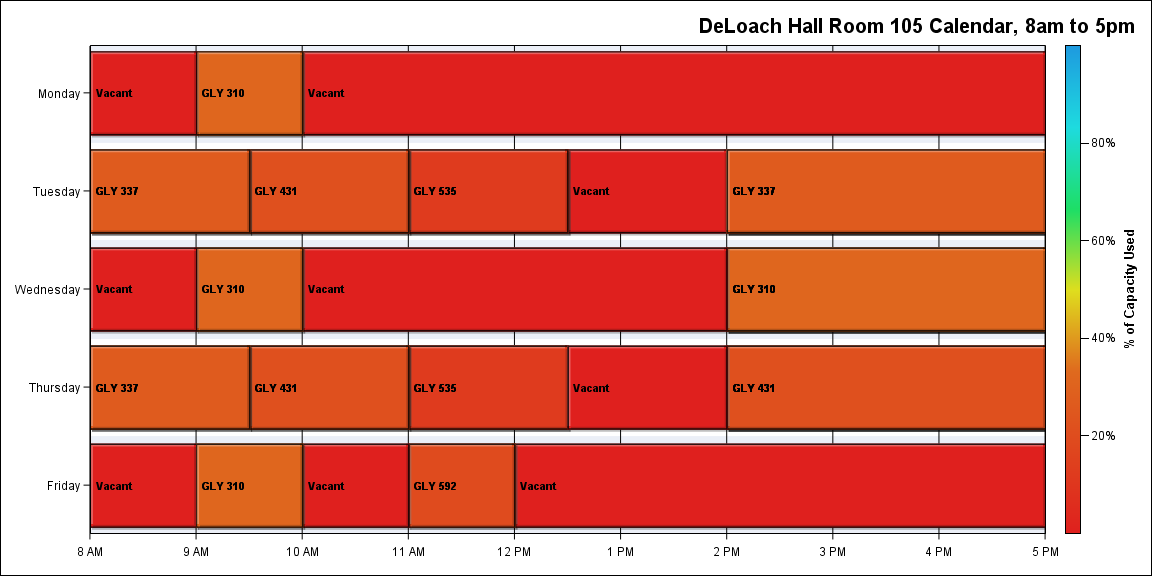 DeLoach Hall Room 105 Calendar, 8am to 5pm
Monday
Vacant
GLY 310
Vacant
Tuesday
GLY 337
GLY 431
GLY 535
Vacant
GLY 337
Wednesday
Vacant
GLY 310
Vacant
GLY 310
Thursday
GLY 337
GLY 431
GLY 535
Vacant
GLY 431
Friday
Vacant
GLY 310
Vacant
GLY 592
Vacant
8 AM
9 AM
10 AM
11 AM
12 PM
1 PM
2 PM
3 PM
4 PM
5 PM
80%
60%
40%
20%
% of Capacity Used